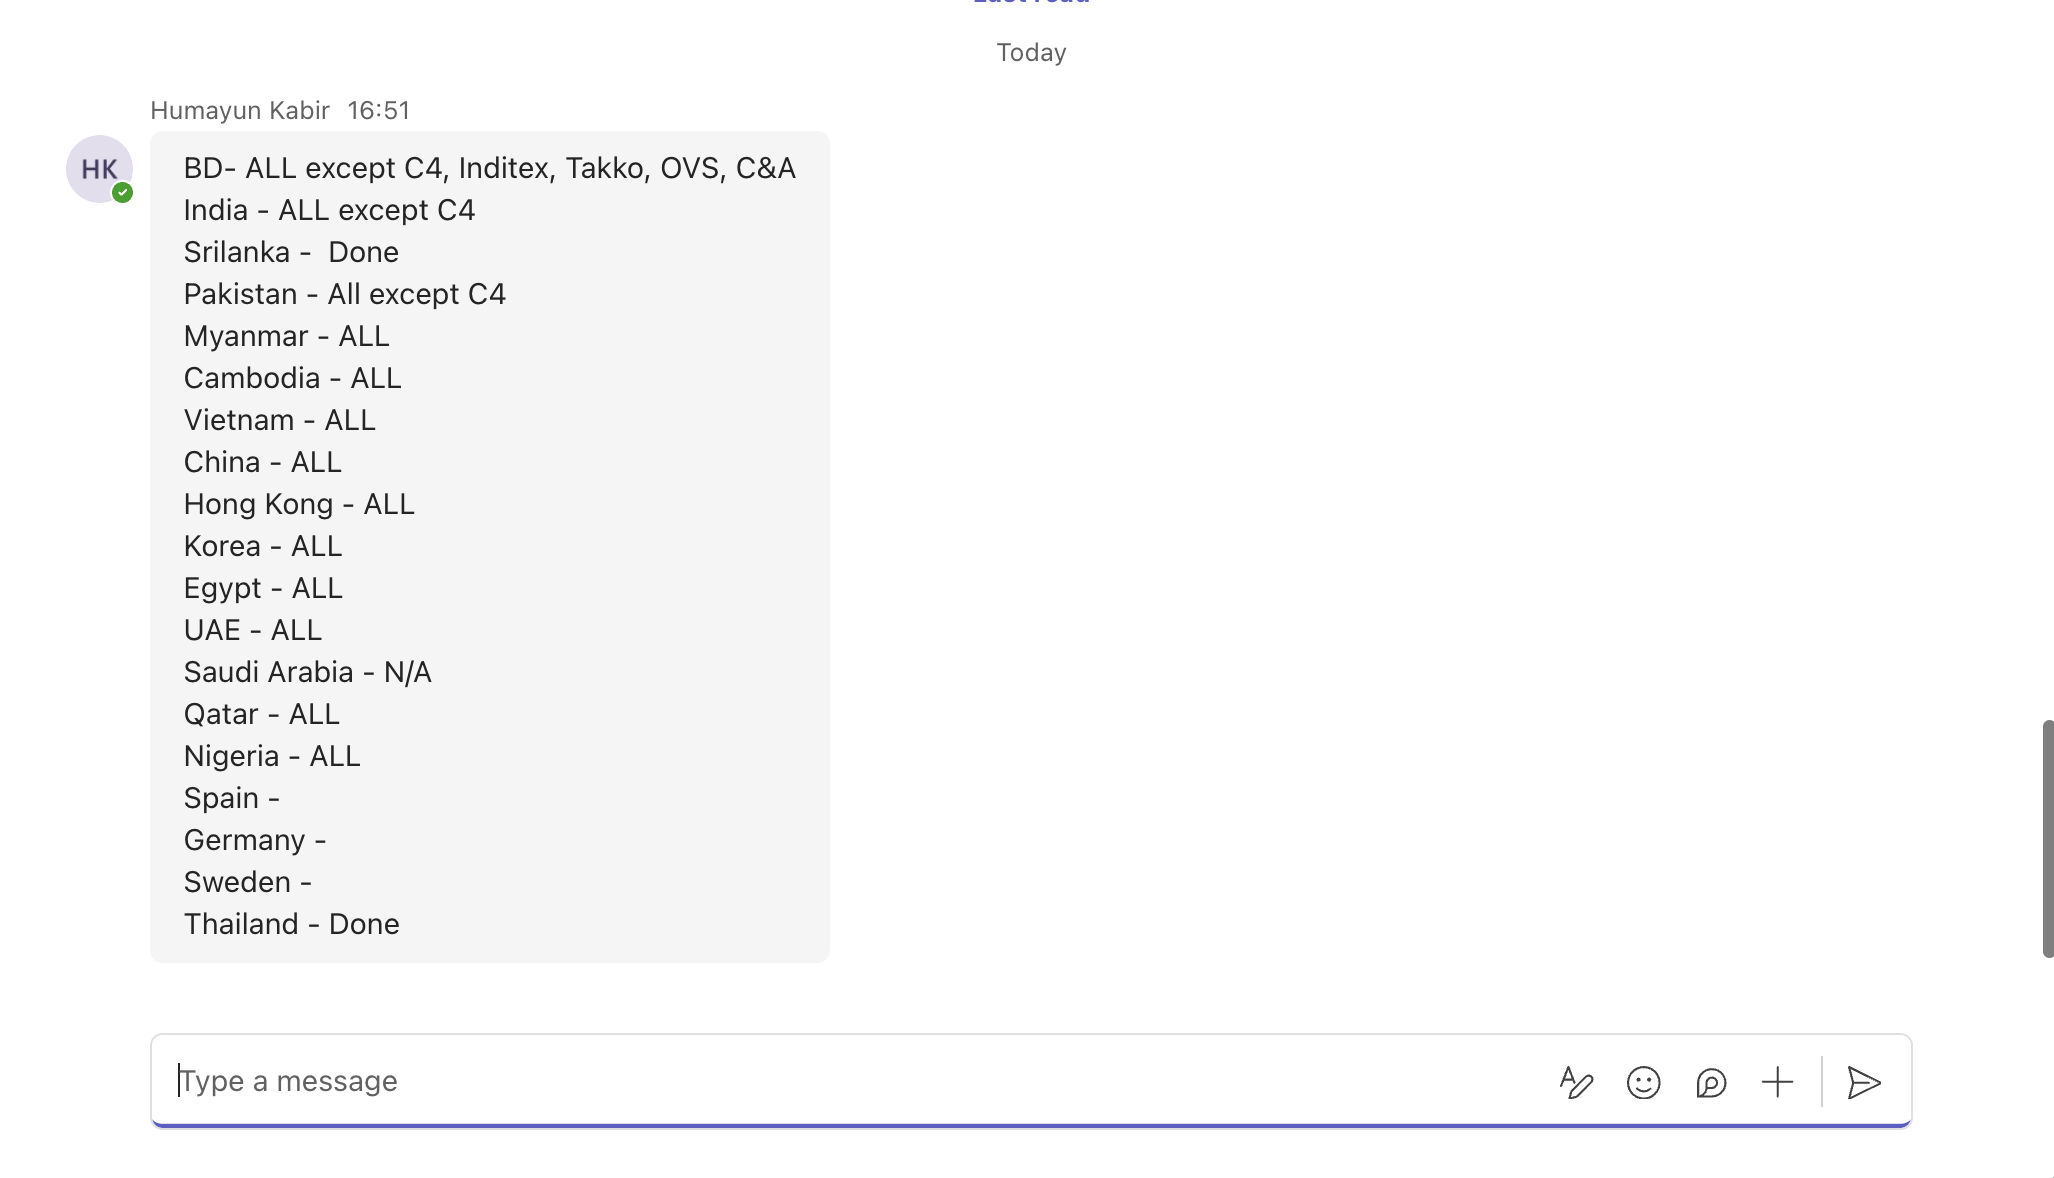 Today
Humayun Kabir 16:51
HK
BD- ALL except C4, Inditex, Takko, OVS, C&A
India - ALL except C4
Srilanka -  Done
Pakistan - All except C4
Myanmar - ALL
Cambodia - ALL
Vietnam - ALL
China - ALL
Hong Kong - ALL
Korea - ALL
Egypt - ALL
UAE - ALL
Saudi Arabia - N/A
Qatar - ALL
Nigeria - ALL
Spain -
Germany -
Sweden -
Thailand - Done
Type a message